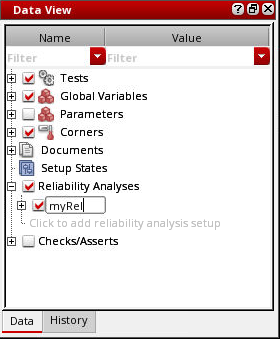 Data View
Name Value
Filter Filter
Tests
Global Variables
Parameters
Corners
Documents
Setup States
Reliability Analyses
myRel
Click to add reliability analysis setup
Checks/Asserts
Data History